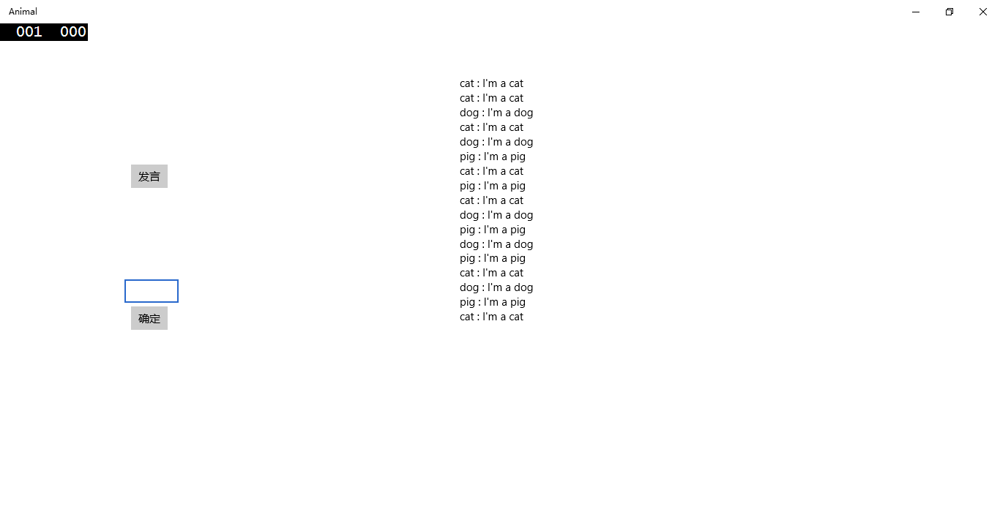 Animal
001 000
cat : I'm a cat
cat : I'm a cat
dog : I'm a dog
cat : I'm a cat
dog : I'm a dog
pig : I'm a pig
cat : I'm a cat
pig : I'm a pig
cat : I'm a cat
dog : I'm a dog
pig : I'm a pig
dog : I'm a dog
pig : I'm a pig
cat : I'm a cat
dog : I'm a dog
pig : I'm a pig
cat : I'm a cat
发言
确定